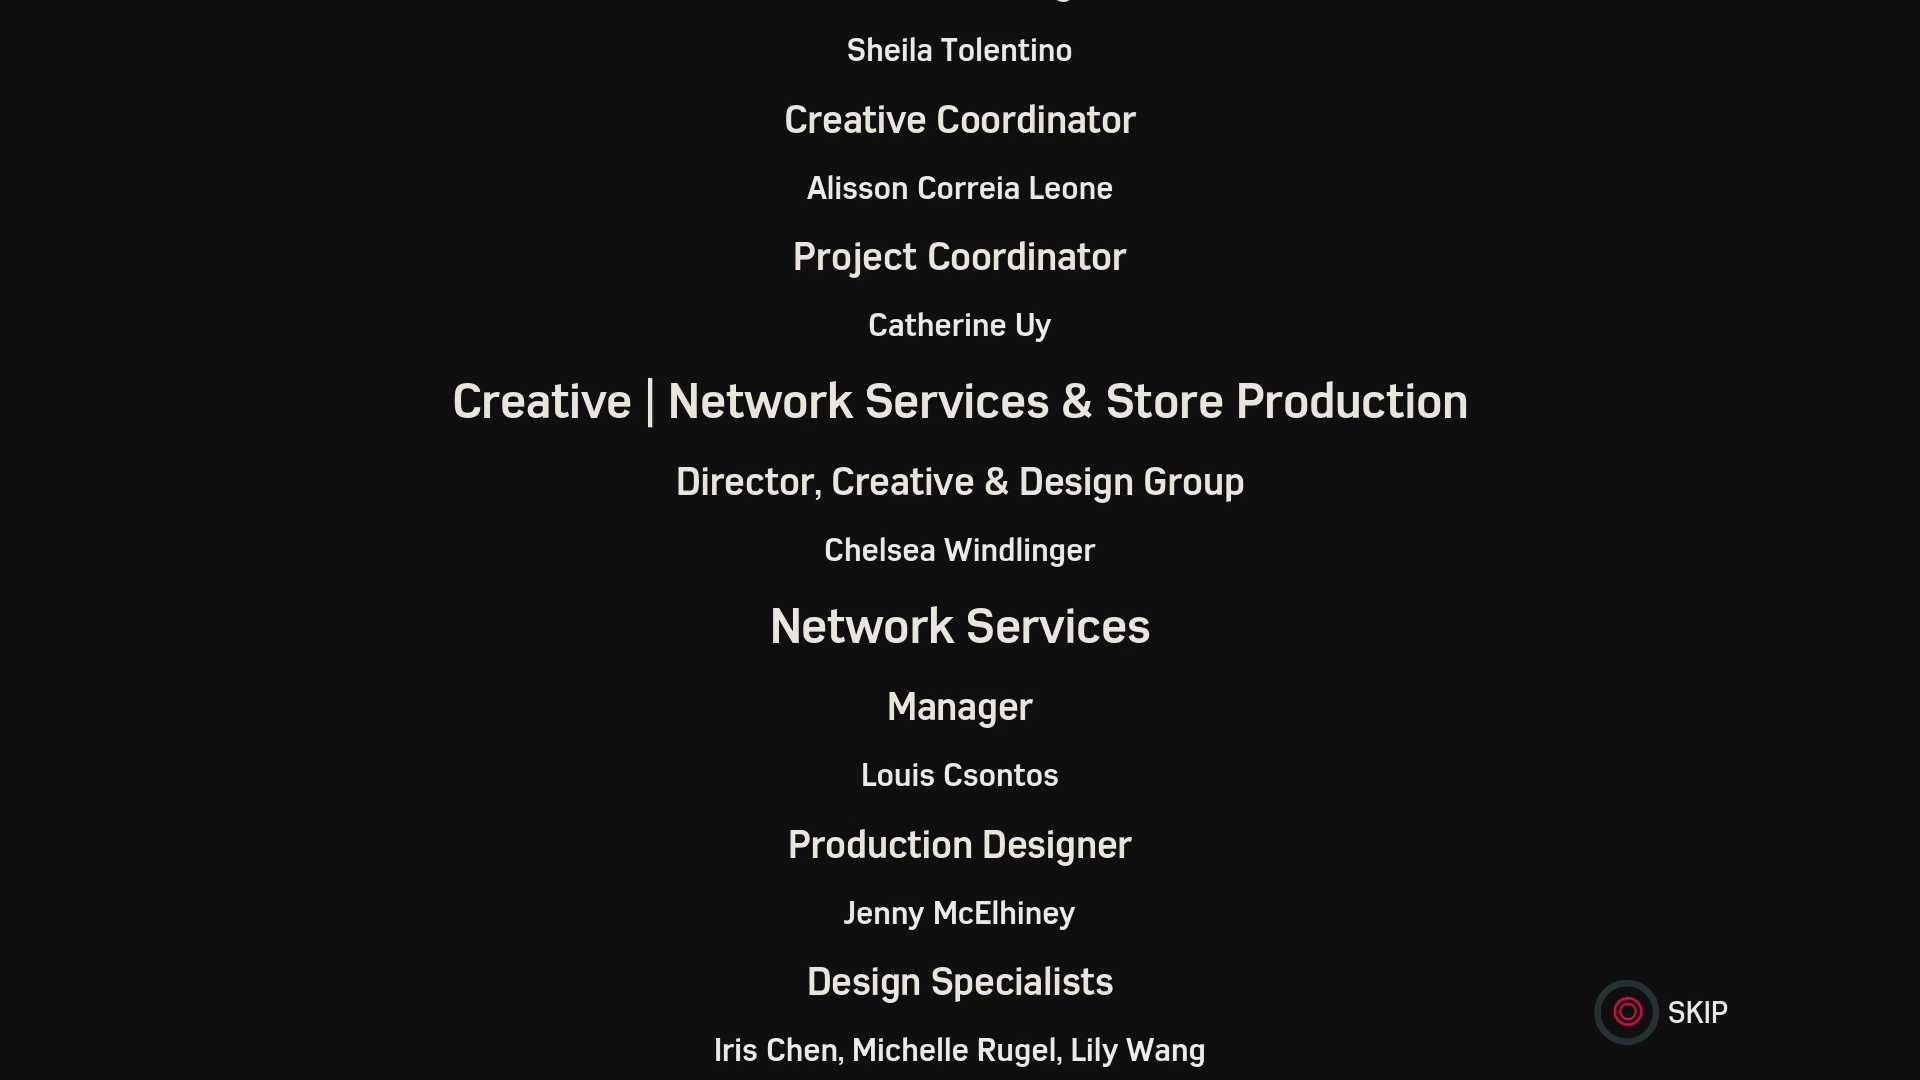 Sheila Tolentino
Creative Coordinator
Alisson Correia Leone
Project Coordinator
Catherine Uy
Creative | Network Services & Store Production
Director, Creative & Design Group
Chelsea Windlinger
Network Services
Manager
Louis Csontos
Production Designer
Jenny McElhiney
Design Specialists
Iris Chen, Michelle Rugel, Lily Wang
SKIP